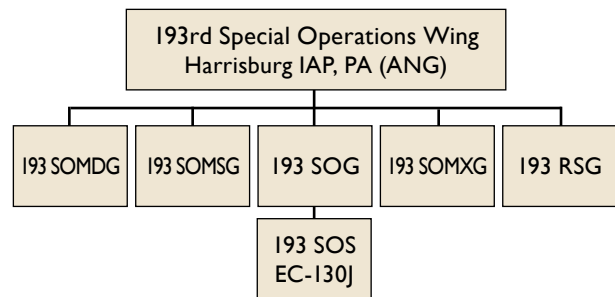 193rd Special Operations Wing
Harrisburg IAP, PA (ANG)
193 SOMDG
193 SOMSG
193 SOG
193 SOMXG
193 RSG
193 SOS
EC-130J